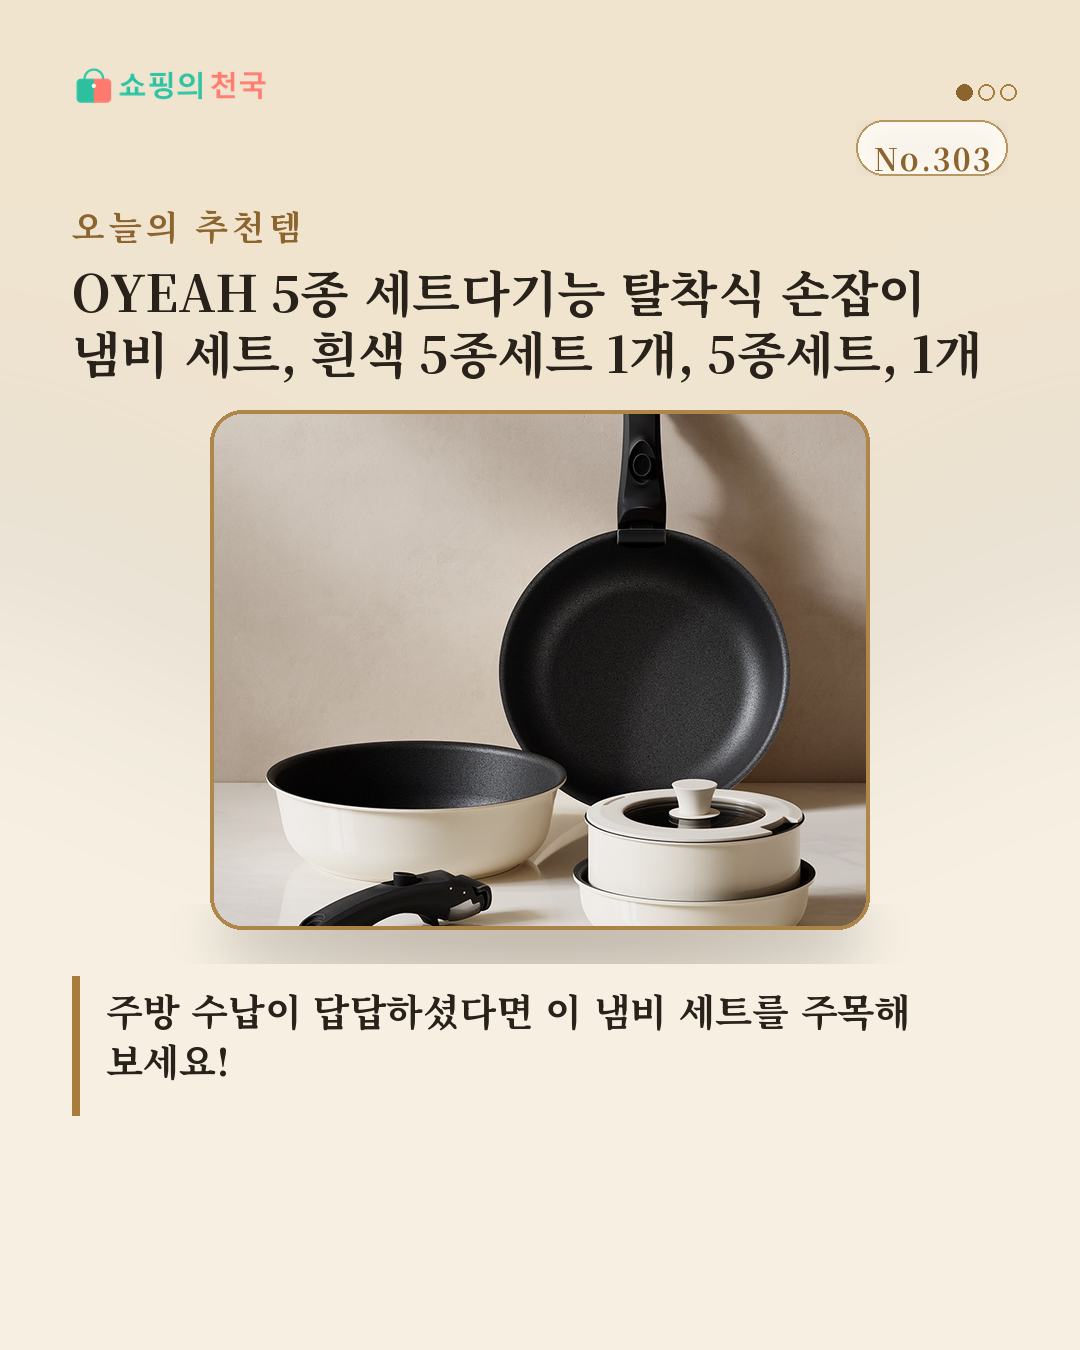 쇼핑의 천국
No.303
오늘의 추천템
OYEAH 5종 세트다기능 탈착식 손잡이
냄비 세트, 흰색 5종세트 1개, 5종세트, 1개
주방 수납이 답답하셨다면 이 냄비 세트를 주목해
보세요!